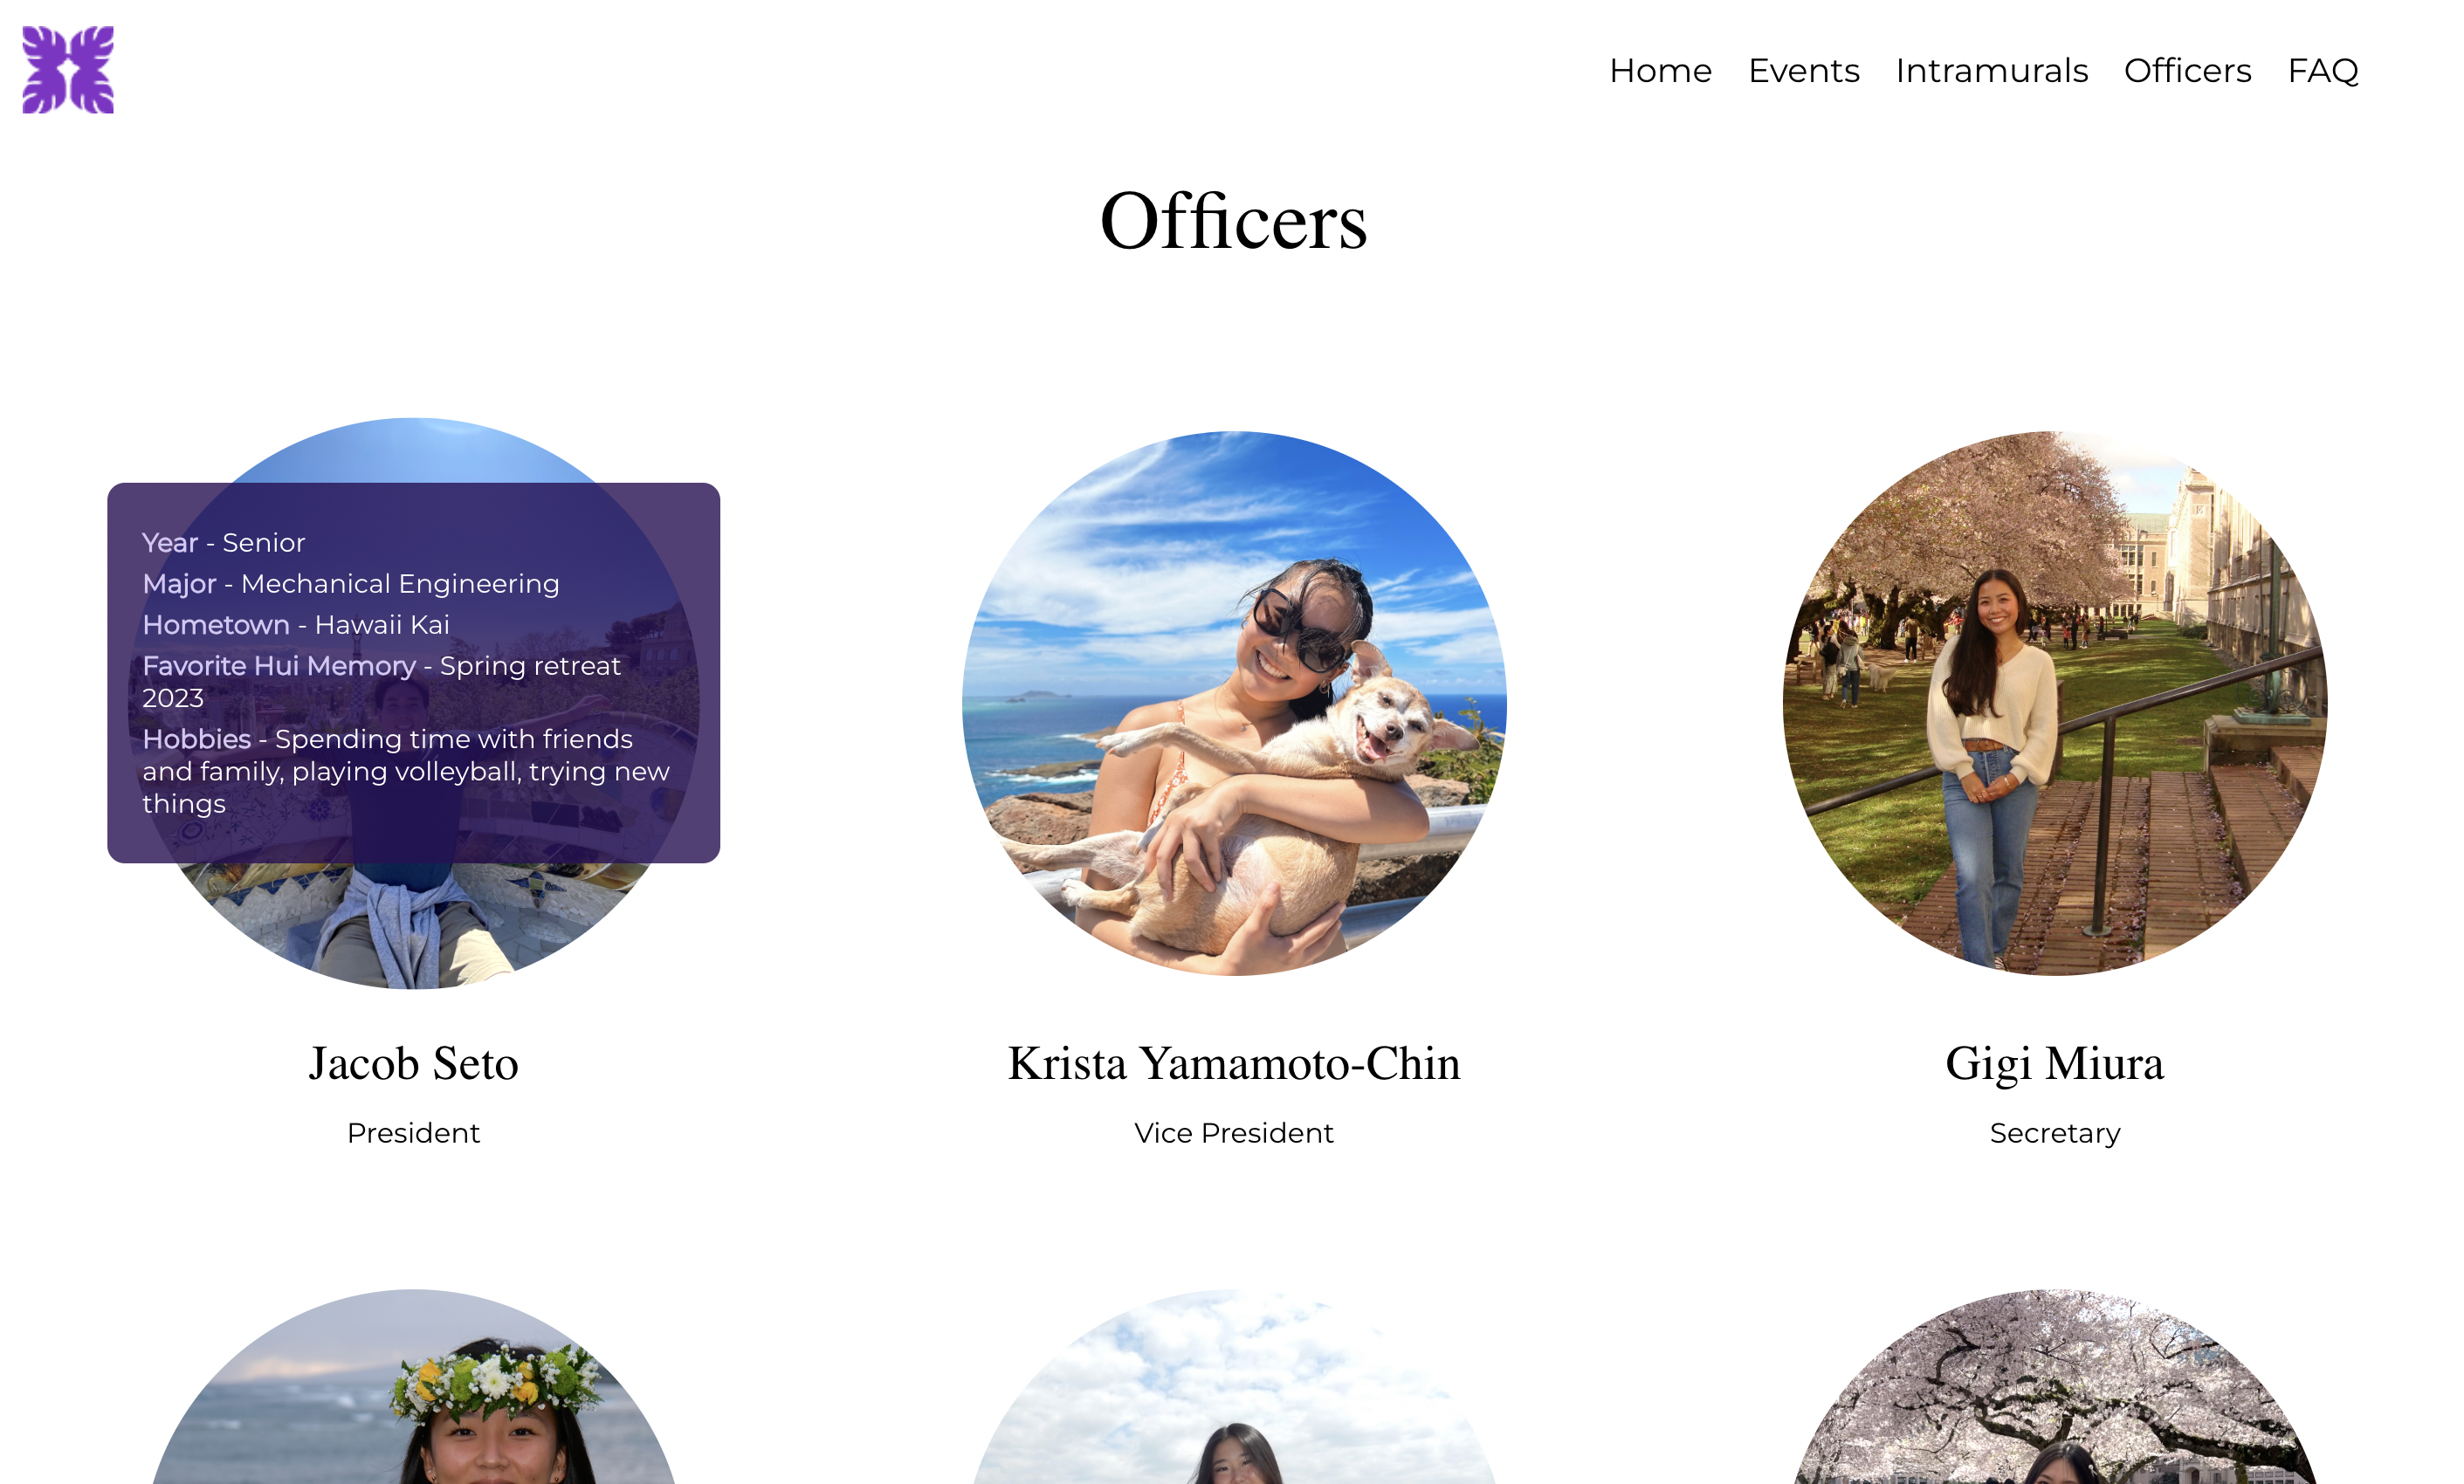 Home Events Intramurals Officers FAQ
Officers
Year - Senior
Major - Mechanical Engineering
Hometown - Hawaii Kai
Favorite Hui Memory - Spring retreat
2023
Hobbies - Spending time with friends
and family, playing volleyball, trying new
things
Jacob Seto
President
Krista Yamamoto-Chin
Vice President
Gigi Miura
Secretary